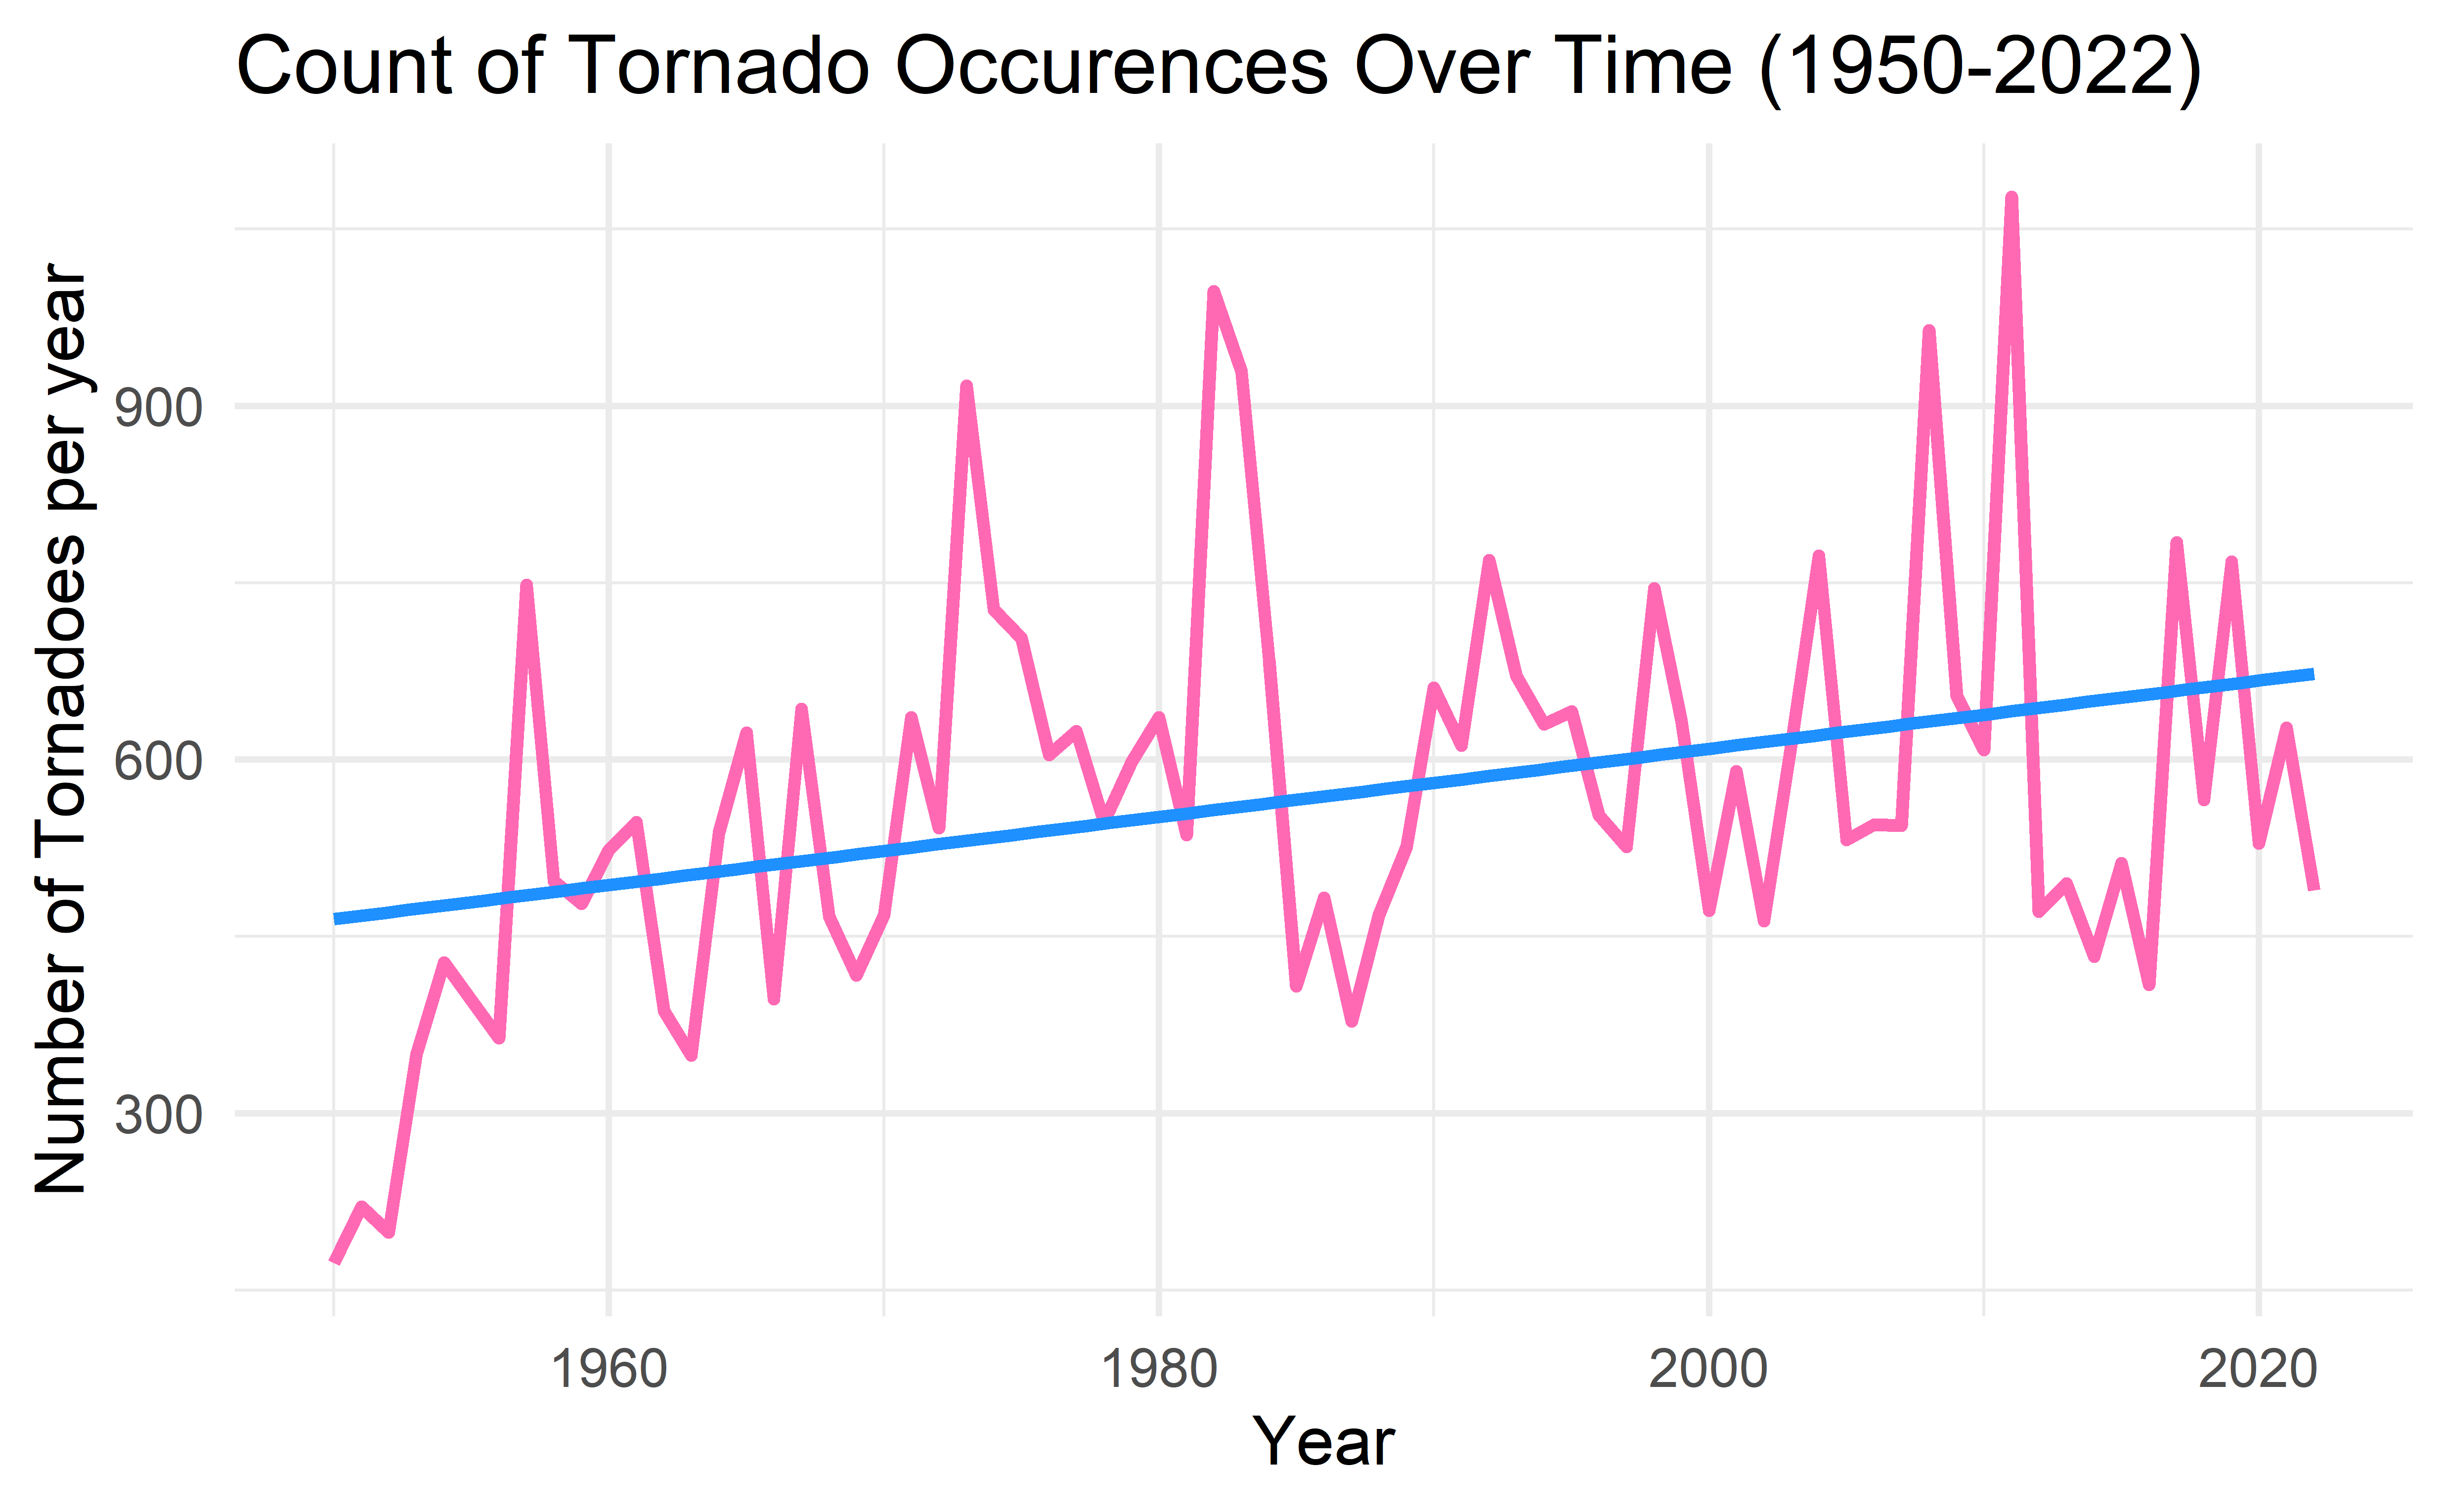 Count of Tornado Occurences Over Time (1950-2022)
Number of Tornadoes per year
900
600
300
1960 1980 2000 2020
Year